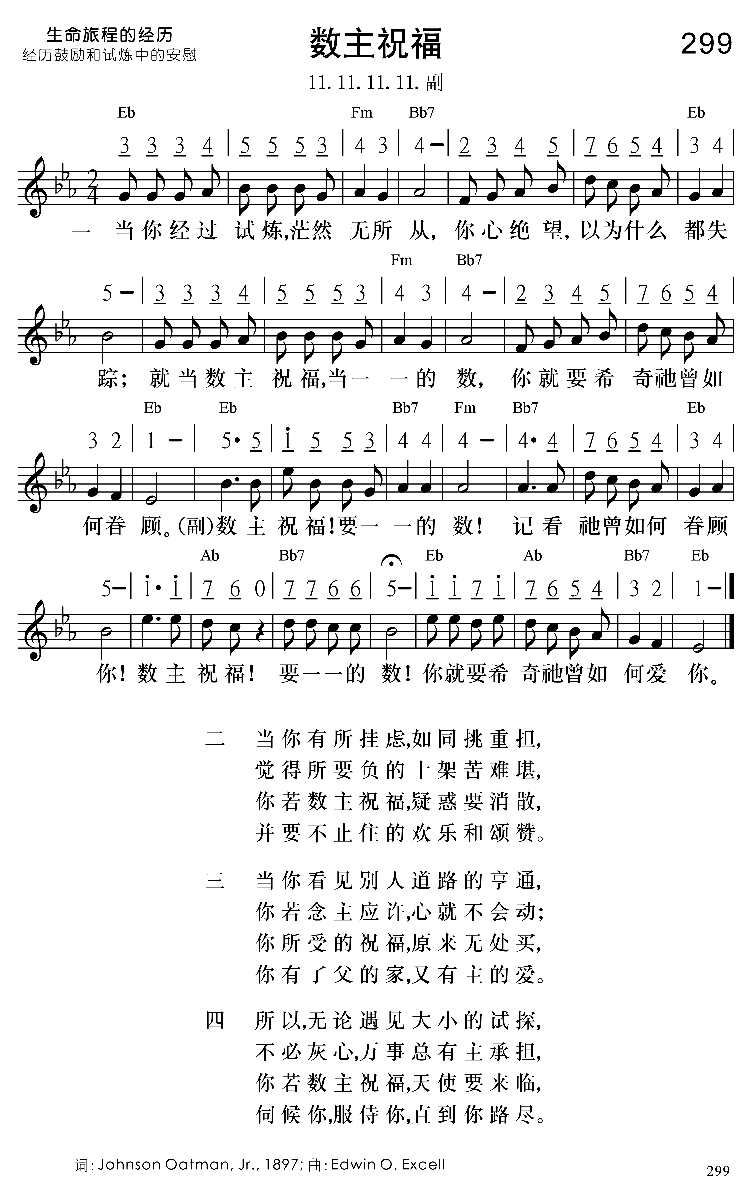 生命旅程的经历
数主祝福
299
经历鼓励和试炼中的安慰
11. 11. 11. 11. 副
Eb Fm Bb7 Eb
3 3 3 4 | 5 5 5 3 | 4 3 | 4 – | 2 3 4 5 | 7 6 5 4 | 3 4
一 当你经过 试炼,茫然 无所 从, 你心绝望, 以为什么 都失
Fm Bb7
5 – | 3 3 3 4 | 5 5 5 3 | 4 3 | 4 – | 2 3 4 5 | 7 6 5 4
踪; 就当数主 祝福,当一 一的 数, 你就要希 奇祂曾如
Eb Eb Bb7 Fm Bb7 Eb
3 2 | 1 – | 5· 5 | i 5 5 3 | 4 4 | 4 – | 4· 4 | 7 6 5 4 | 3 4
何眷 顾。(副)数 主 祝福!要一 一的 数! 记看 祂曾如何 眷顾
Ab Bb7 Eb Ab Bb7 Eb
5 – | i· i | 7 6 0 | 7 7 6 6 | 5 – | i i 7 i | 7 6 5 4 | 3 2 | 1 – ‖
你! 数主 祝福! 要一一的 数! 你就要希 奇祂曾如 何爱 你。
二 当你有所挂虑,如同挑重担,
觉得所要负的十架苦难堪,
你若数主祝福,疑惑要消散,
并要不止住的欢乐和颂赞。
三 当你看见别人道路的亨通,
你若念主应许,心就不会动;
你所受的祝福,原来无处买,
你有了父的家,又有主的爱。
四 所以,无论遇见大小的试探,
不必灰心,万事总有主承担,
你若数主祝福,天使要来临,
伺候你,服侍你,直到你路尽。
词: Johnson Oatman, Jr., 1897; 曲: Edwin O. Excell
299